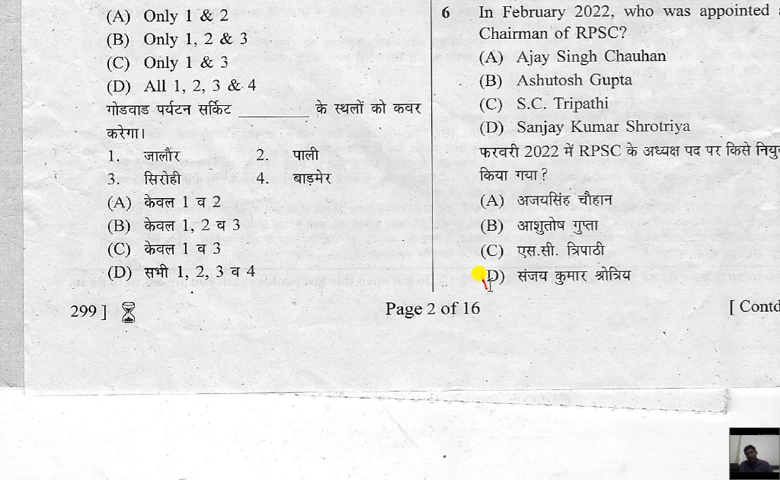 (A) Only 1 & 2
(B) Only 1, 2 & 3
(C) Only 1 & 3
(D) All 1, 2, 3 & 4
गोडवाड पर्यटन सर्किट ________ के स्थलों को कवर
करेगा।
1. जालौर 2. पाली
3. सिरोही 4. बाड़मेर
(A) केवल 1 व 2
(B) केवल 1, 2 व 3
(C) केवल 1 व 3
(D) सभी 1, 2, 3 व 4
299 ]
6 In February 2022, who was appointed
Chairman of RPSC?
(A) Ajay Singh Chauhan
(B) Ashutosh Gupta
(C) S.C. Tripathi
(D) Sanjay Kumar Shrotriya
फरवरी 2022 में RPSC के अध्यक्ष पद पर किसे
किया गया?
(A) अजयसिंह चौहान
(B) आशुतोष गुप्ता
(C) एस.सी. त्रिपाठी
(D) संजय कुमार श्रोत्रिय
Page 2 of 16
[ Contd